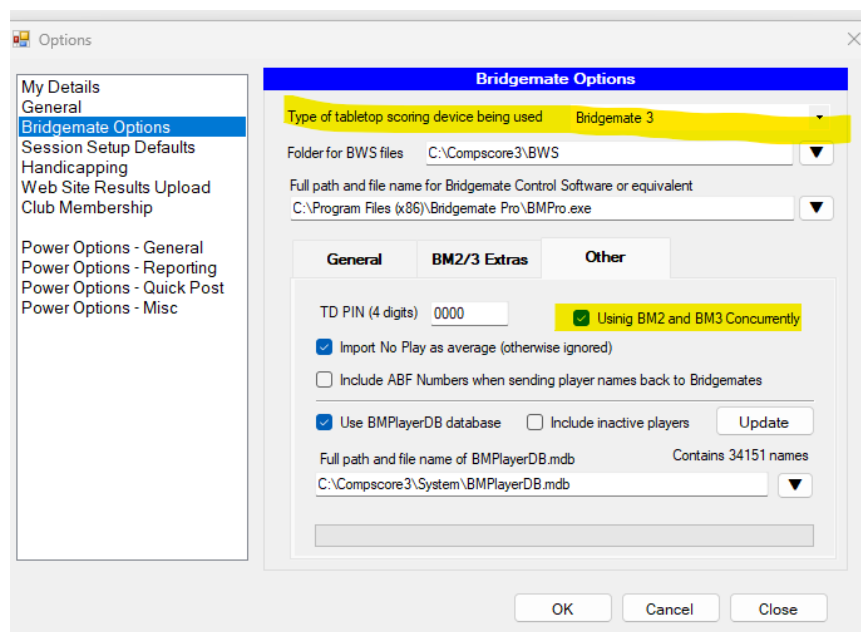 Options
My Details
General
Bridgemate Options
Session Setup Defaults
Handicapping
Web Site Results Upload
Club Membership
Power Options - General
Power Options - Reporting
Power Options - Quick Post
Power Options - Misc
Bridgemate Options
Type of tabletop scoring device being used Bridgemate 3
Folder for BWS files C:\Compscore3\BWS
Full path and file name for Bridgemate Control Software or equivalent
C:\Program Files (x86)\Bridgemate Pro\BMPro.exe
General BM2/3 Extras Other
TD PIN (4 digits) 0000 Usinig BM2 and BM3 Concurrently
Import No Play as average (otherwise ignored)
Include ABF Numbers when sending player names back to Bridgemates
Use BMPlayerDB database Include inactive players Update
Full path and file name of BMPlayerDB.mdb Contains 34151 names
C:\Compscore3\System\BMPlayerDB.mdb
OK Cancel Close